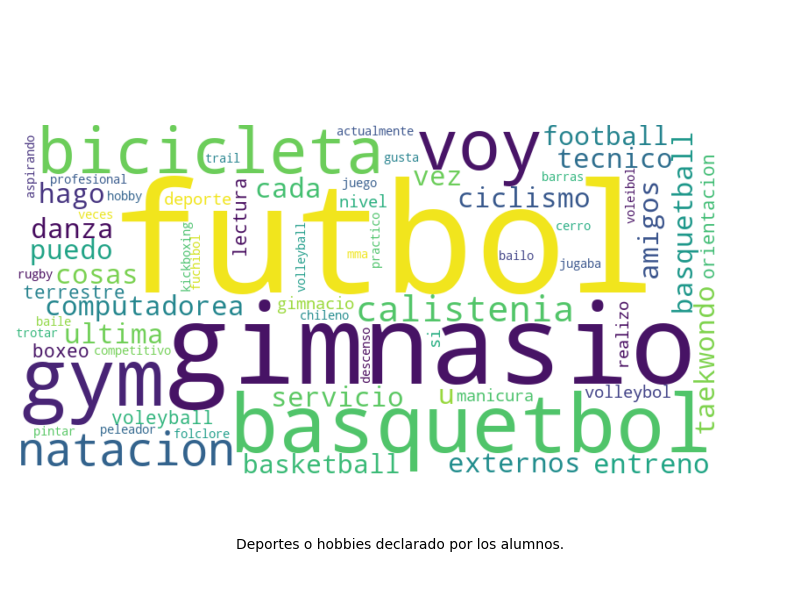 actualmente
bicicleta
voy
football
aspirando
trail
gusta
tecnico
profesional
hago
hobby
lectura
cada
juego
vez
barras
voleibol
basquetball
orientacion
veces
deporte
futbol
nivel
ciclismo
amigos
danza
kickboxing
fuchibol
volleyball
practico
cerro
puedo
mma
bailo
jugaba
rugby
cosas
terrestre
computadorea
gimnacio
calistenia
chileno
trotar
baile
ultima
gimnasio
si
realizo
taekwondo
boxeo
competitivo
descenso
gym
servicio
u
manicura
volleybol
voleyball
basquetbol
pintar
peleador
folclore
natacion
basketball
externos
entreno
Deportes o hobbies declarado por los alumnos.